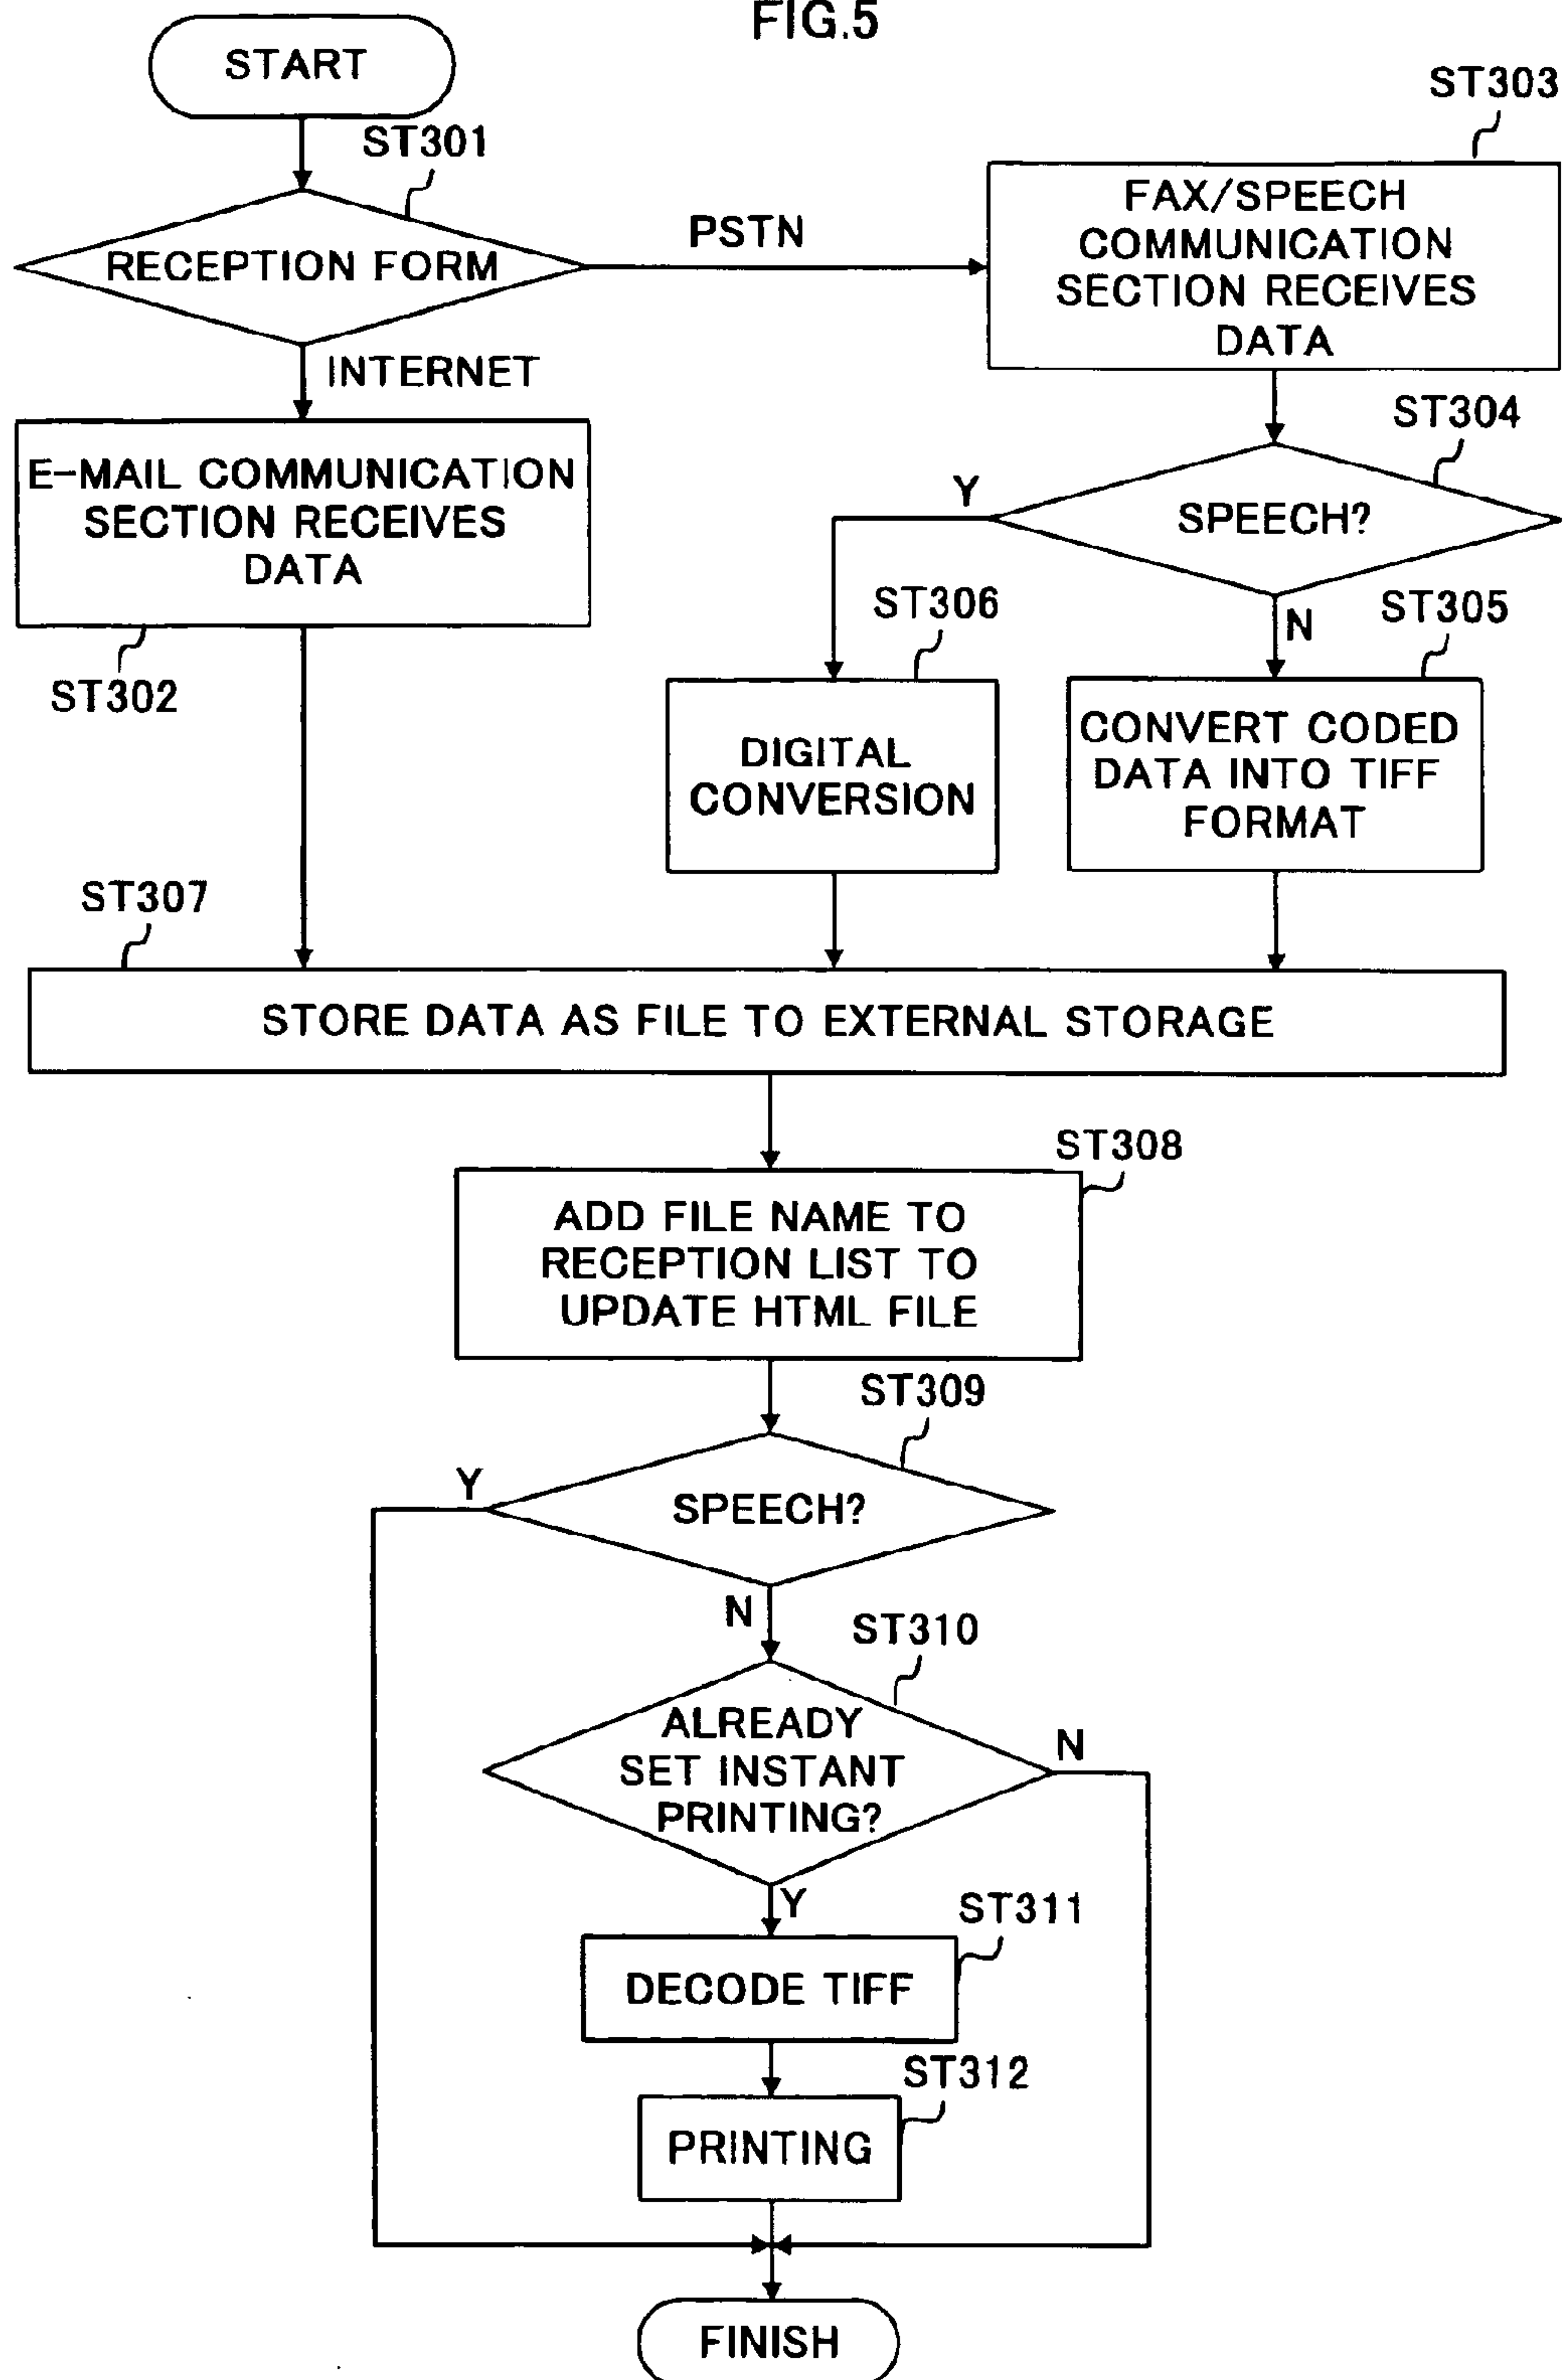 FIG.5
START
ST301
RECEPTION FORM
PSTN
ST303
FAX/SPEECH
COMMUNICATION
SECTION RECEIVES
DATA
INTERNET
E-MAIL COMMUNICATION
SECTION RECEIVES
DATA
ST302
ST304
SPEECH?
Y
N
ST306
DIGITAL
CONVERSION
ST305
CONVERT CODED
DATA INTO TIFF
FORMAT
ST307
STORE DATA AS FILE TO EXTERNAL STORAGE
ST308
ADD FILE NAME TO
RECEPTION LIST TO
UPDATE HTML FILE
ST309
SPEECH?
Y
N
ST310
ALREADY
SET INSTANT
PRINTING?
N
Y
ST311
DECODE TIFF
ST312
PRINTING
FINISH